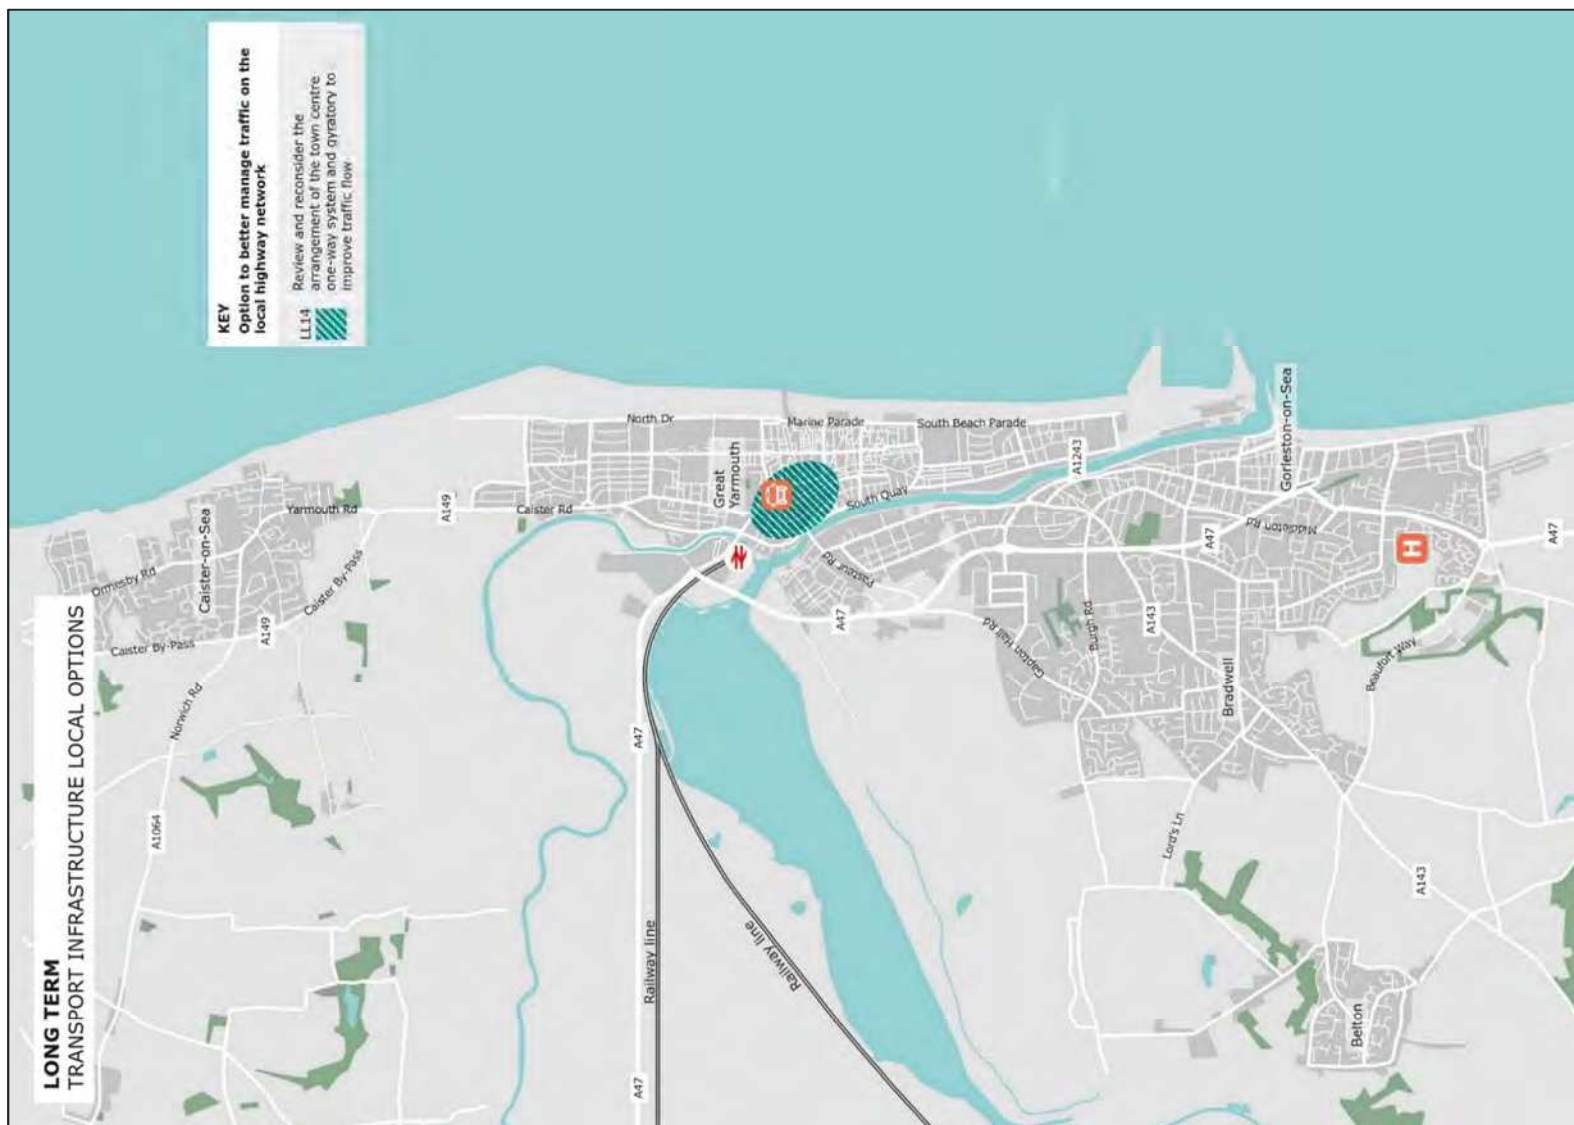 LONG TERM
TRANSPORT INFRASTRUCTURE LOCAL OPTIONS
KEY
Option to better manage traffic on the
local highway network
LL14
Review and reconsider the
arrangement of the town centre
one-way system and gyratory to
improve traffic flow
Ormesby Rd
Caister-on-Sea
Yarmouth Rd
Caister By-Pass
Caister By-Pass
A149
A149
Norwich Rd
A1064
Caister Rd
North Dr
Great
Yarmouth
Marine Parade
South Beach Parade
South Quay
A1243
Pasteur Rd
A47
A47
A47
Railway line
Railway line
Gapton Hall Rd
Burgh Rd
A143
Bradwell
A47
Middleton Rd
Gorleston-on-Sea
H
A47
Beaufort Way
Lord's Ln
A143
Belton